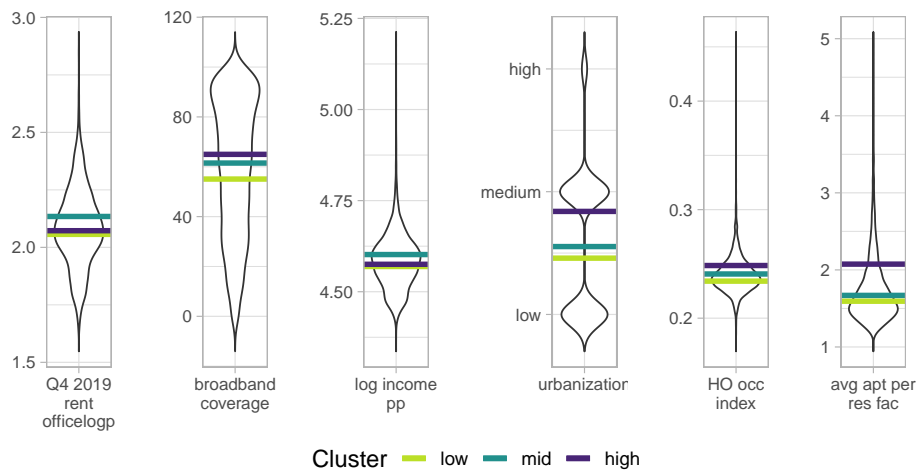 3.0
2.5
2.0
1.5
Q4 2019
rent
officelogp
120
80
40
0
broadband
coverage
5.25
5.00
4.75
4.50
log income
pp
high
medium
low
urbanization
0.4
0.3
0.2
HO occ
index
5
4
3
2
1
avg apt per
res fac
Cluster low mid high